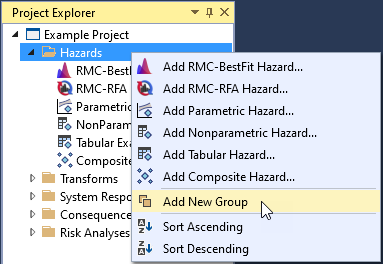 Project Explorer
Example Project
Hazards
RMC-BestF
RMC-RFA
Parametric
NonParam
Tabular Exa
Composite
Transforms
System Respon
Consequence
Risk Analyses
Add RMC-BestFit Hazard...
Add RMC-RFA Hazard...
Add Parametric Hazard...
Add Nonparametric Hazard...
Add Tabular Hazard...
Add Composite Hazard...
Add New Group
Sort Ascending
Sort Descending